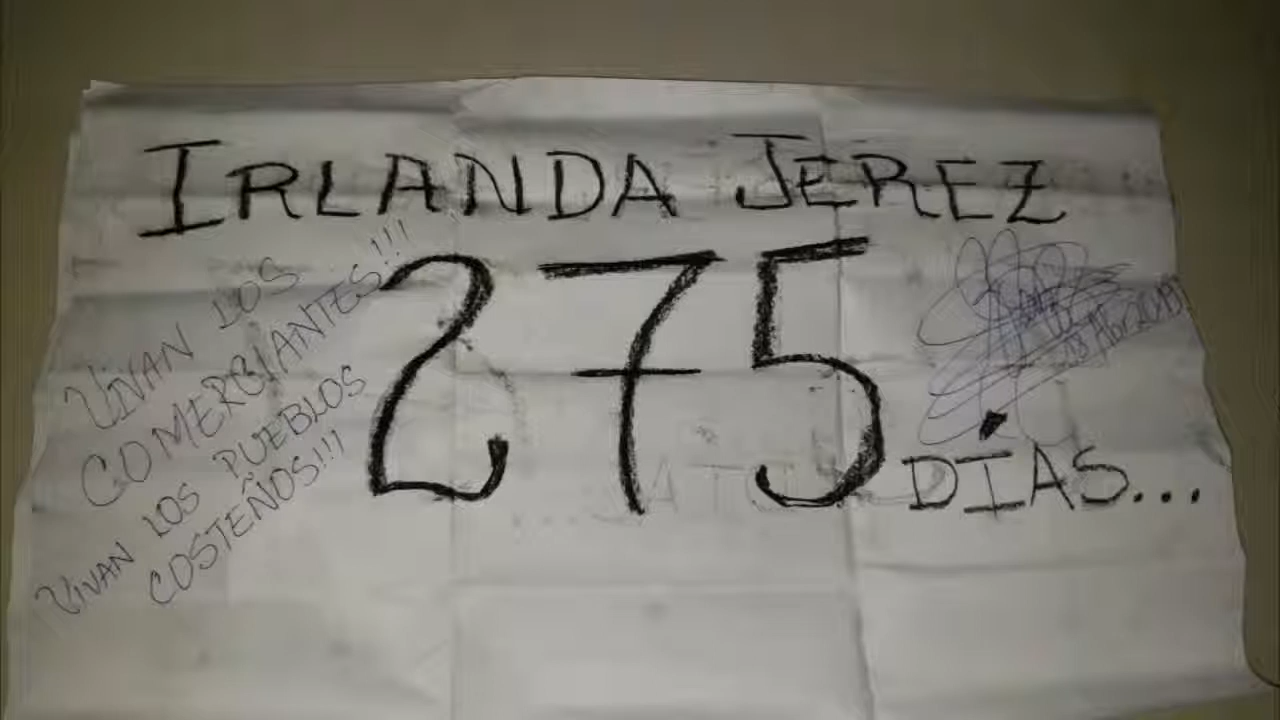 IRLANDA JEREZ
275
DÍAS...
VIVAN LOS
COMERCIANTES!!!
VIVAN LOS PUEBLOS
COSTEÑOS!!!